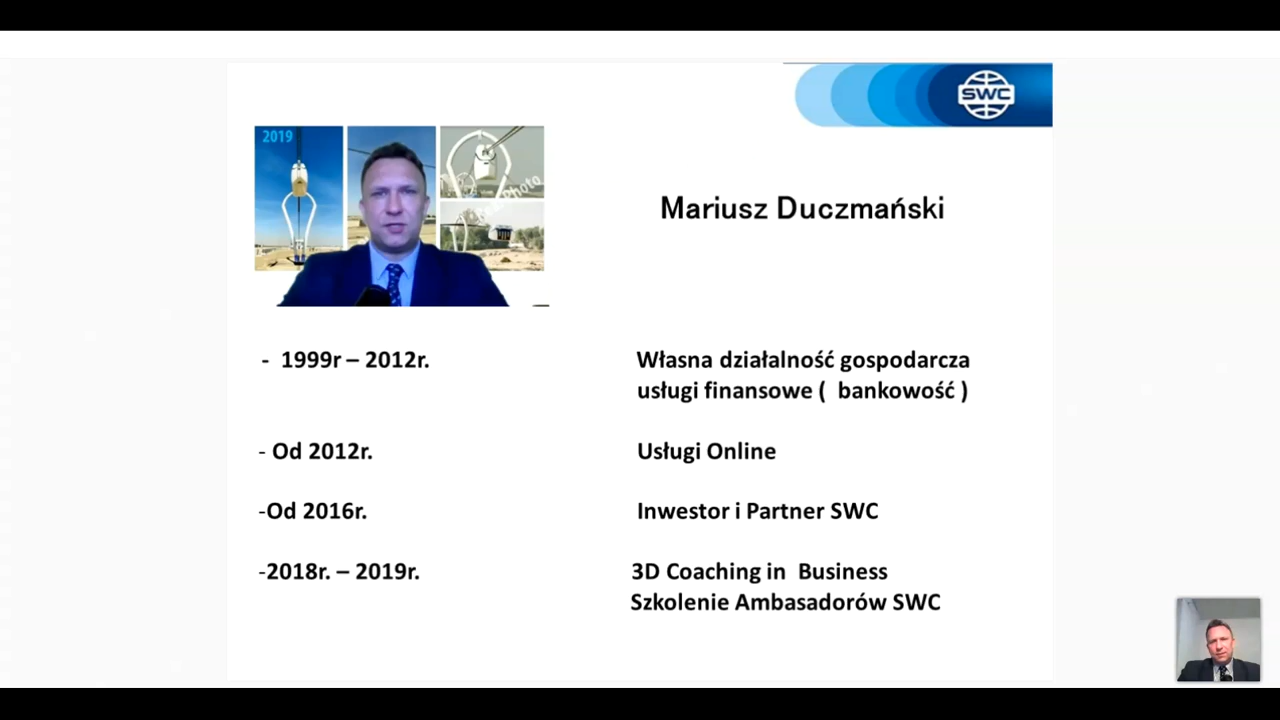 SWC
2019
Photo
Mariusz Duczmański
- 1999r – 2012r. Własna działalność gospodarcza
usługi finansowe ( bankowość )
- Od 2012r. Usługi Online
-Od 2016r. Inwestor i Partner SWC
-2018r. – 2019r. 3D Coaching in Business
Szkolenie Ambasadorów SWC